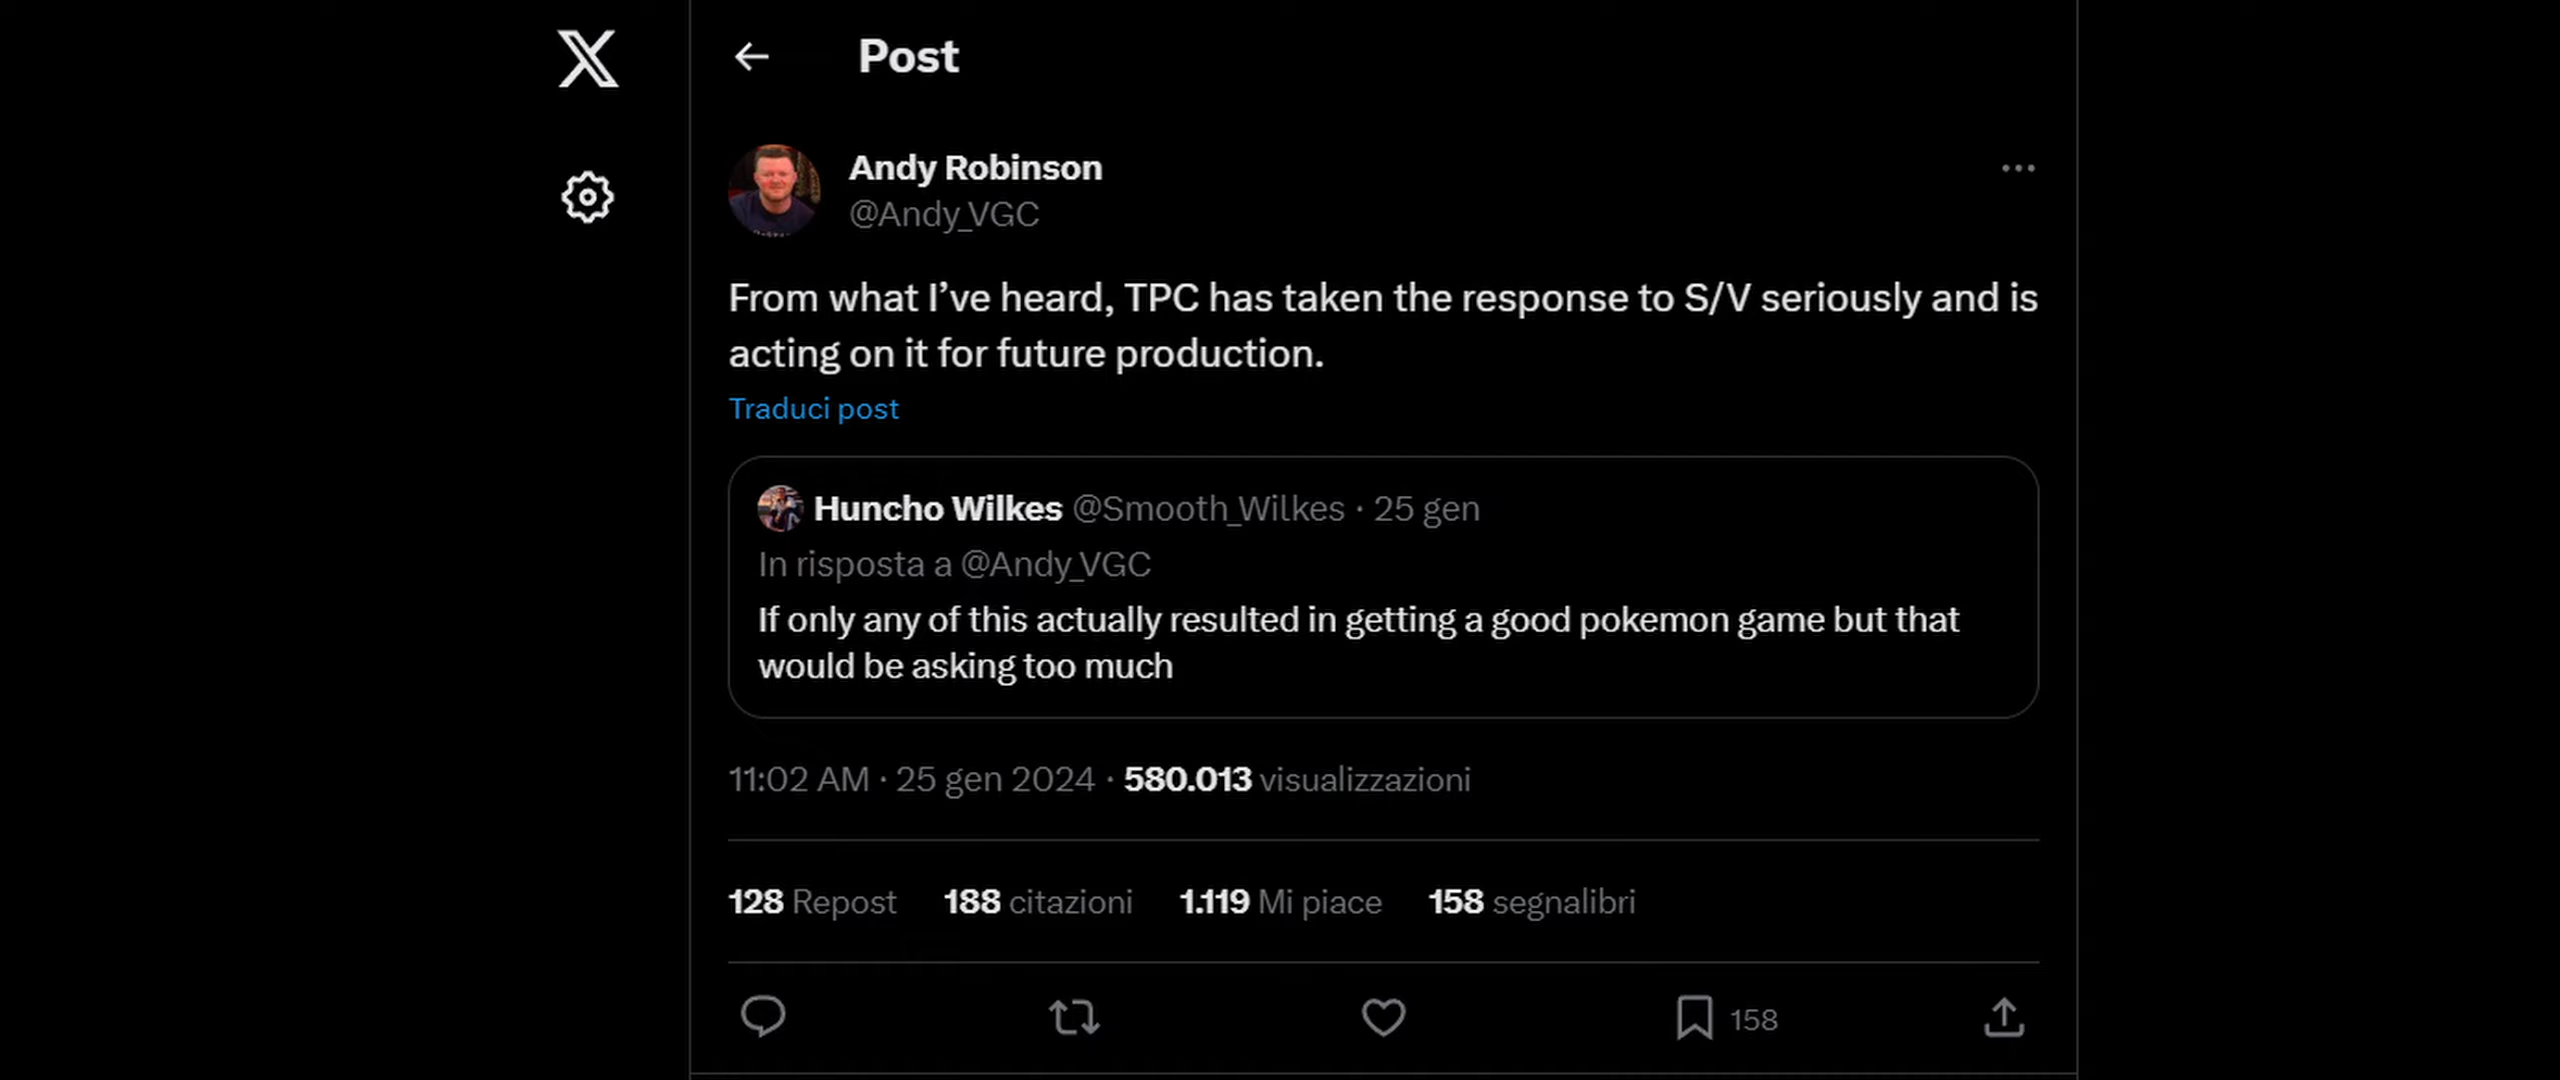 Post
Andy Robinson
@Andy_VGC
From what I’ve heard, TPC has taken the response to S/V seriously and is
acting on it for future production.
Traduci post
Huncho Wilkes @Smooth_Wilkes · 25 gen
In risposta a @Andy_VGC
If only any of this actually resulted in getting a good pokemon game but that
would be asking too much
11:02 AM · 25 gen 2024 · 580.013 visualizzazioni
128 Repost 188 citazioni 1.119 Mi piace 158 segnalibri
158